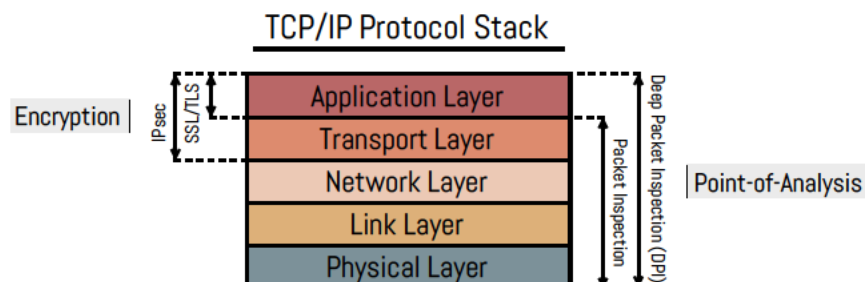 TCP/IP Protocol Stack
Encryption
IPsec
SSL/TLS
Application Layer
Transport Layer
Network Layer
Link Layer
Physical Layer
Packet Inspection
Deep Packet Inspection (DPI)
Point-of-Analysis